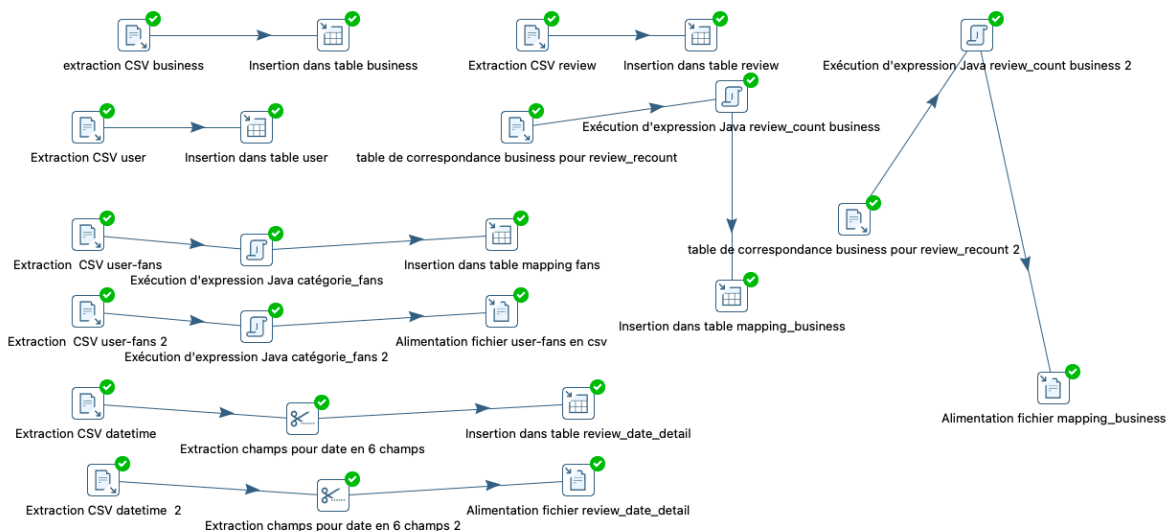 extraction CSV business
Insertion dans table business
Extraction CSV review
Insertion dans table review
Exécution d'expression Java review_count business 2
Exécution d'expression Java review_count business
Extraction CSV user
Insertion dans table user
table de correspondance business pour review_recount
table de correspondance business pour review_recount 2
Extraction  CSV user-fans
Exécution d'expression Java catégorie_fans
Insertion dans table mapping fans
Insertion dans table mapping_business
Extraction  CSV user-fans 2
Exécution d'expression Java catégorie_fans 2
Alimentation fichier user-fans en csv
Alimentation fichier mapping_business
Extraction CSV datetime
Extraction champs pour date en 6 champs
Insertion dans table review_date_detail
Extraction CSV datetime  2
Extraction champs pour date en 6 champs 2
Alimentation fichier review_date_detail